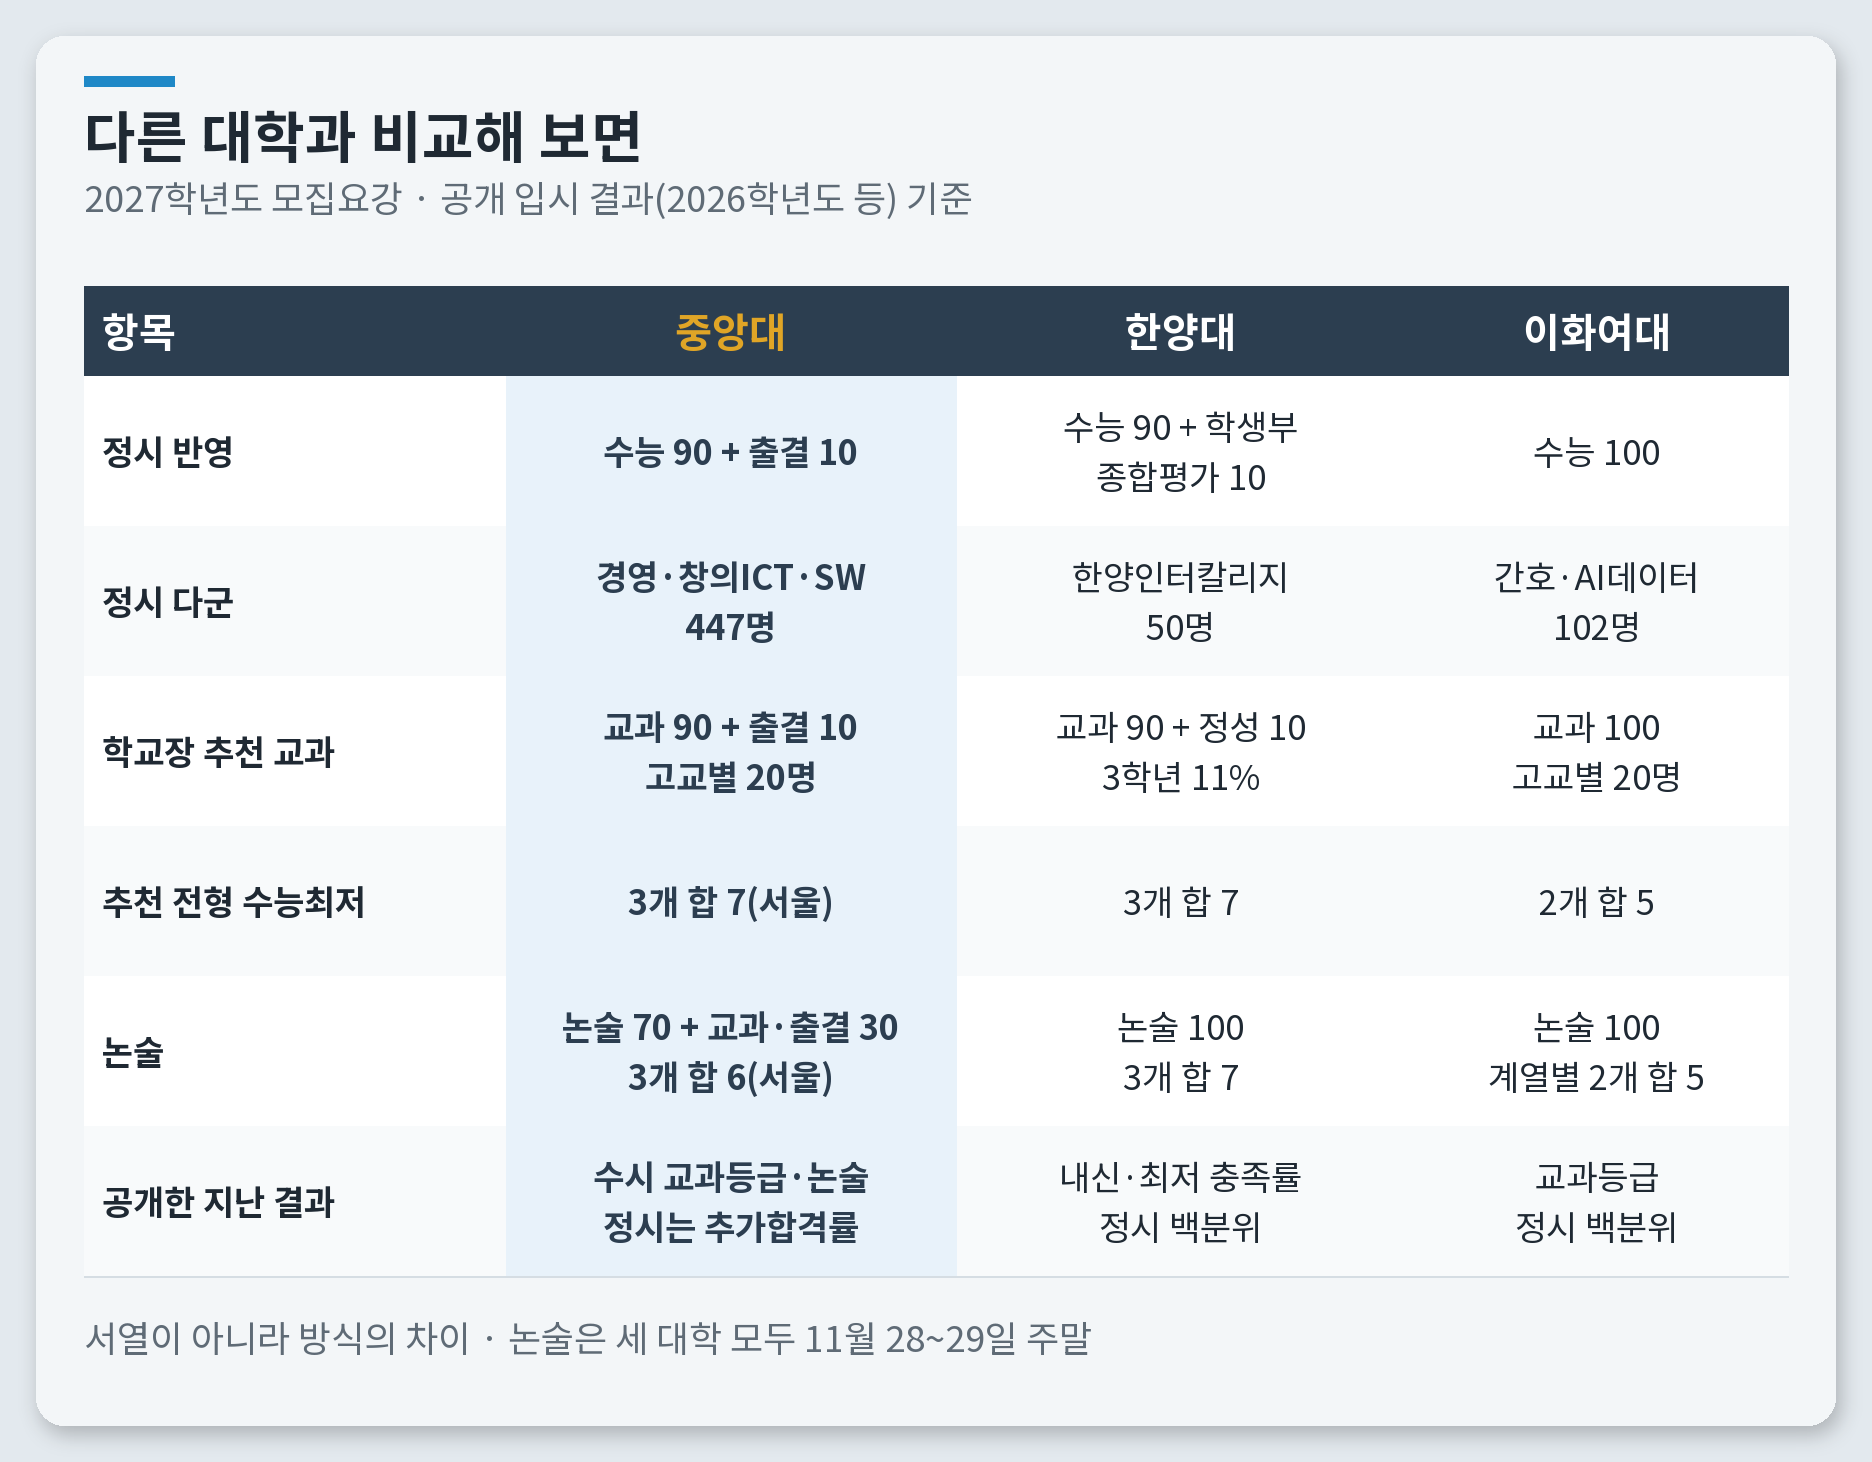 다른 대학과 비교해 보면
2027학년도 모집요강 · 공개 입시 결과(2026학년도 등) 기준
항목 중앙대 한양대 이화여대
정시 반영
수능 90 + 출결 10
수능 90 + 학생부
종합평가 10
수능 100
정시 다군
경영·창의ICT·SW
447명
한양인터칼리지
50명
간호·AI데이터
102명
학교장 추천 교과
교과 90 + 출결 10
고교별 20명
교과 90 + 정성 10
3학년 11%
교과 100
고교별 20명
추천 전형 수능최저
3개 합 7(서울)
3개 합 7
2개 합 5
논술
논술 70 + 교과·출결 30
3개 합 6(서울)
논술 100
3개 합 7
논술 100
계열별 2개 합 5
공개한 지난 결과
수시 교과등급·논술
정시는 추가합격률
내신·최저 충족률
정시 백분위
교과등급
정시 백분위
서열이 아니라 방식의 차이 · 논술은 세 대학 모두 11월 28~29일 주말